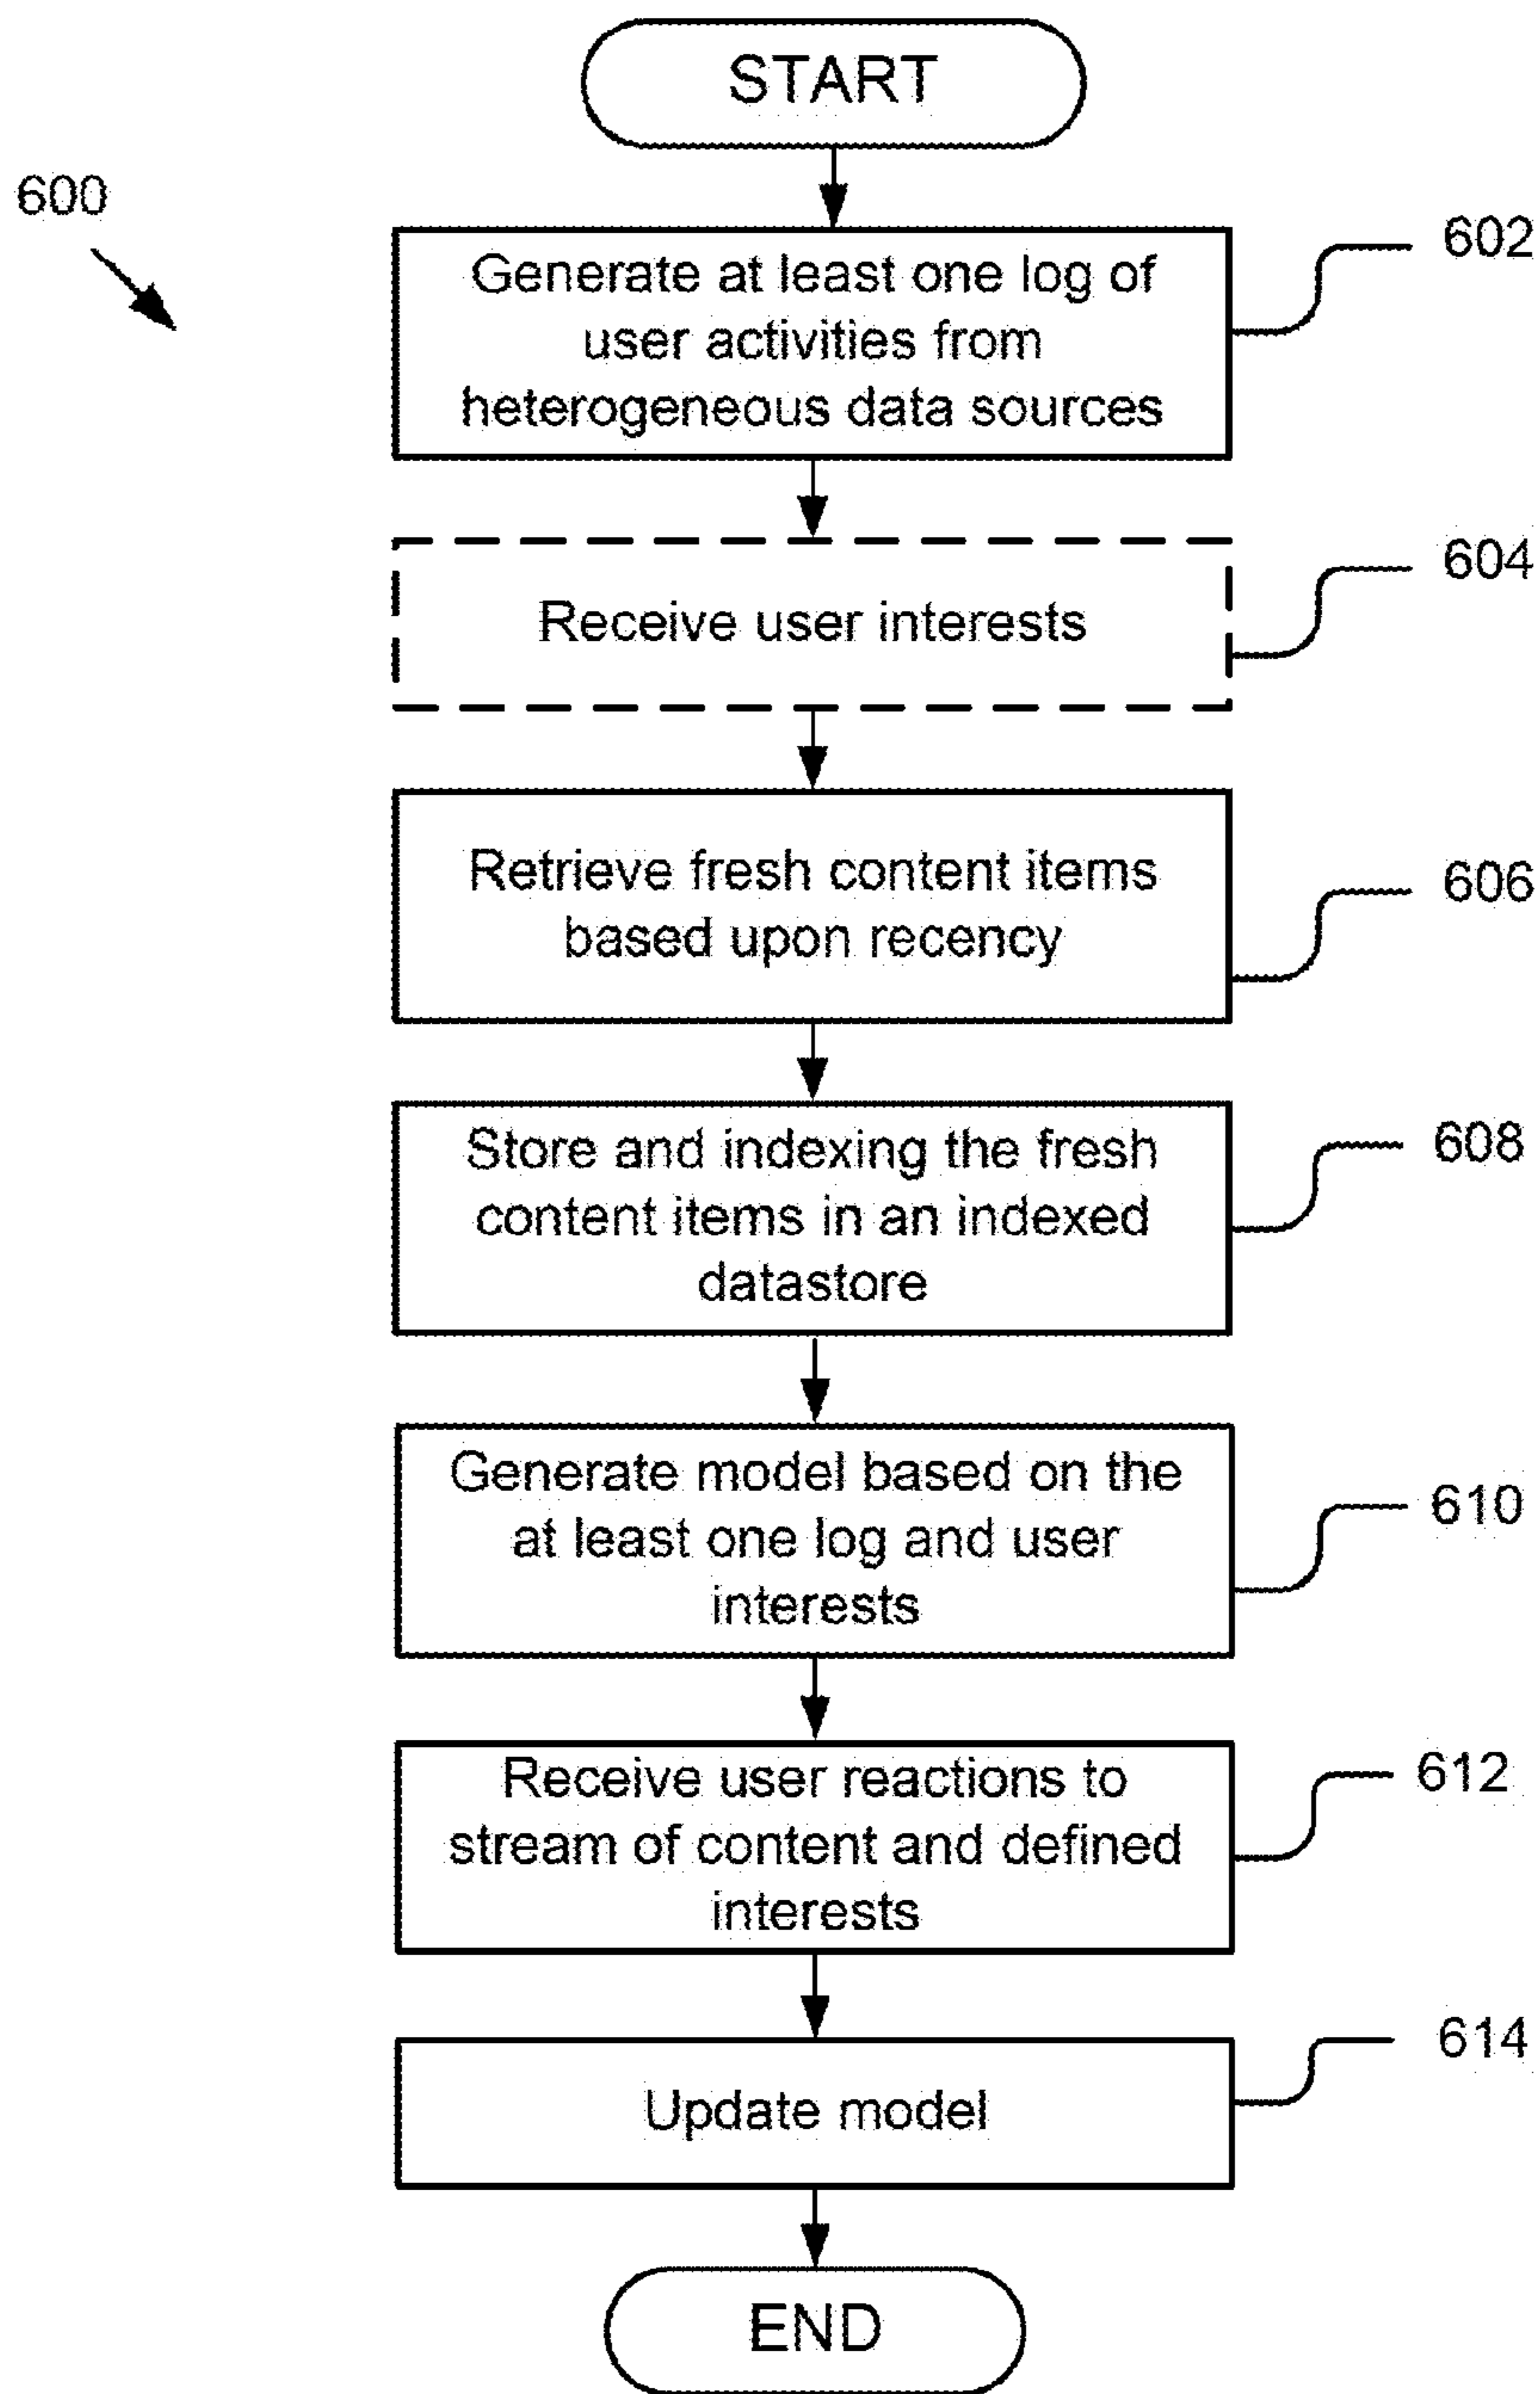 START
600
602
Generate at least one log of
user activities from
heterogeneous data sources
604
Receive user interests
606
Retrieve fresh content items
based upon recency
608
Store and indexing the fresh
content items in an indexed
datastore
610
Generate model based on the
at least one log and user
interests
612
Receive user reactions to
stream of content and defined
interests
614
Update model
END